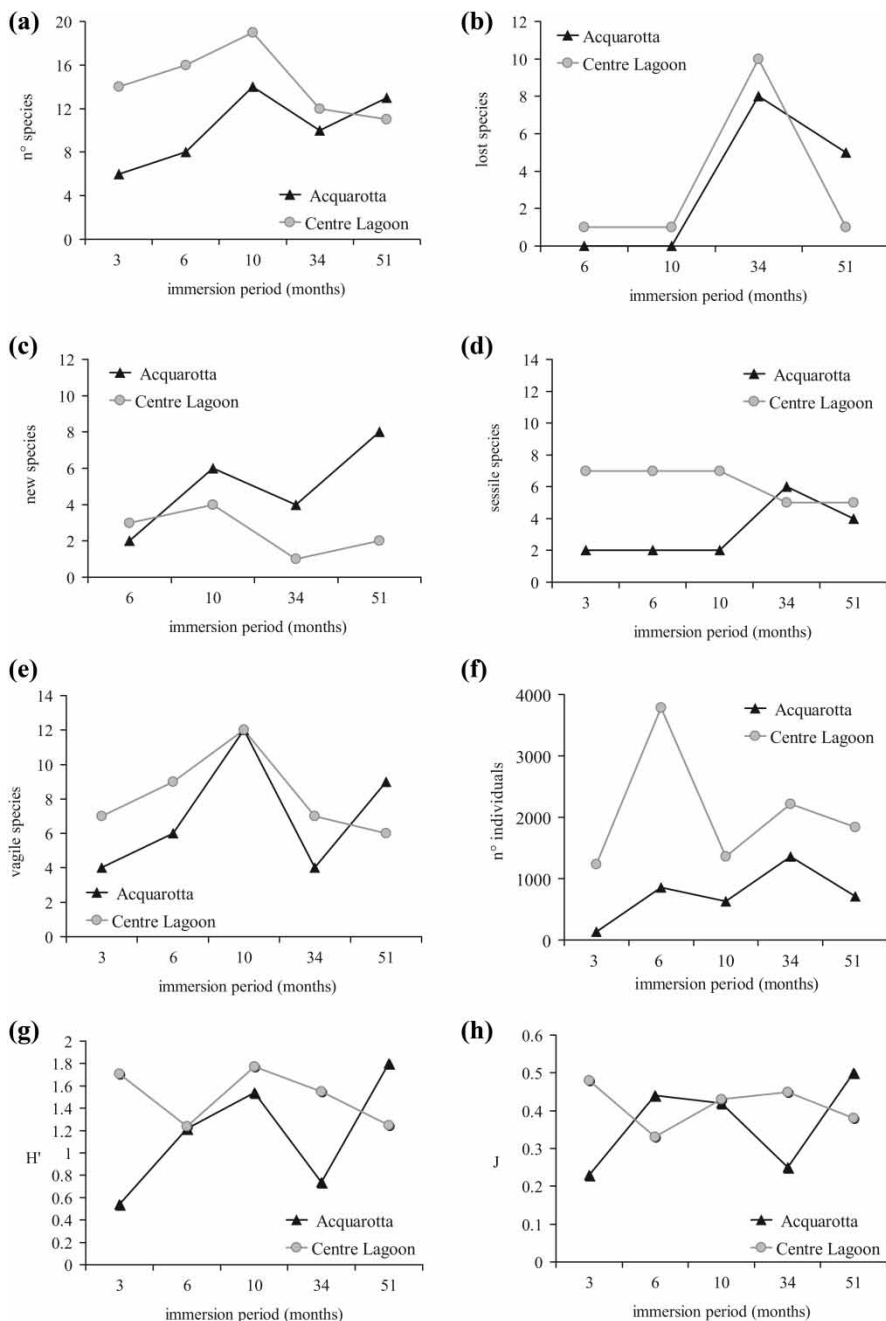 (a)
20
16
12
8
4
0
n° species
Acquarotta
Centre Lagoon
3 6 10 34 51
immersion period (months)
(b)
12
10
8
6
4
2
0
lost species
Acquarotta
Centre Lagoon
6 10 34 51
immersion period (months)
(c)
12
10
8
6
4
2
0
new species
Acquarotta
Centre Lagoon
6 10 34 51
immersion period (months)
(d)
14
12
10
8
6
4
2
0
sessile species
Acquarotta
Centre Lagoon
3 6 10 34 51
immersion period (months)
(e)
14
12
10
8
6
4
2
0
vagile species
Acquarotta
Centre Lagoon
3 6 10 34 51
immersion period (months)
(f)
4000
3000
2000
1000
0
n° individuals
Acquarotta
Centre Lagoon
3 6 10 34 51
immersion period (months)
(g)
2
1.8
1.6
1.4
1.2
1
0.8
0.6
0.4
0.2
0
H'
Acquarotta
Centre Lagoon
3 6 10 34 51
immersion period (months)
(h)
0.6
0.5
0.4
0.3
0.2
0.1
0
J
Acquarotta
Centre Lagoon
3 6 10 34 51
immersion period (months)